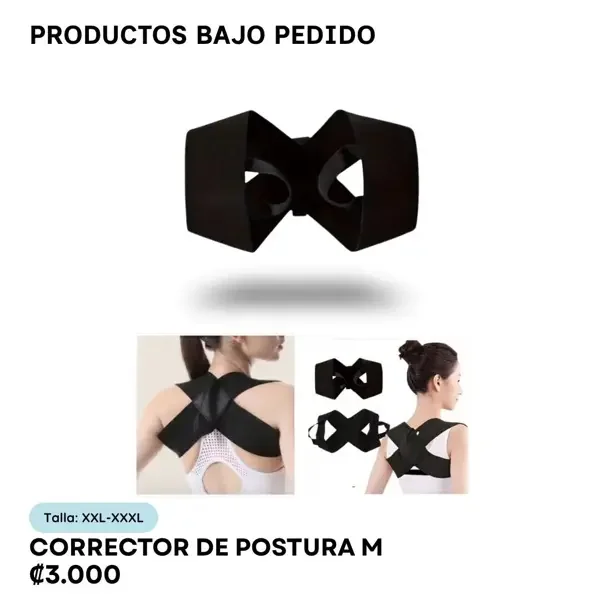 PRODUCTOS BAJO PEDIDO
Talla: XXL-XXXL
CORRECTOR DE POSTURA M
₡3.000